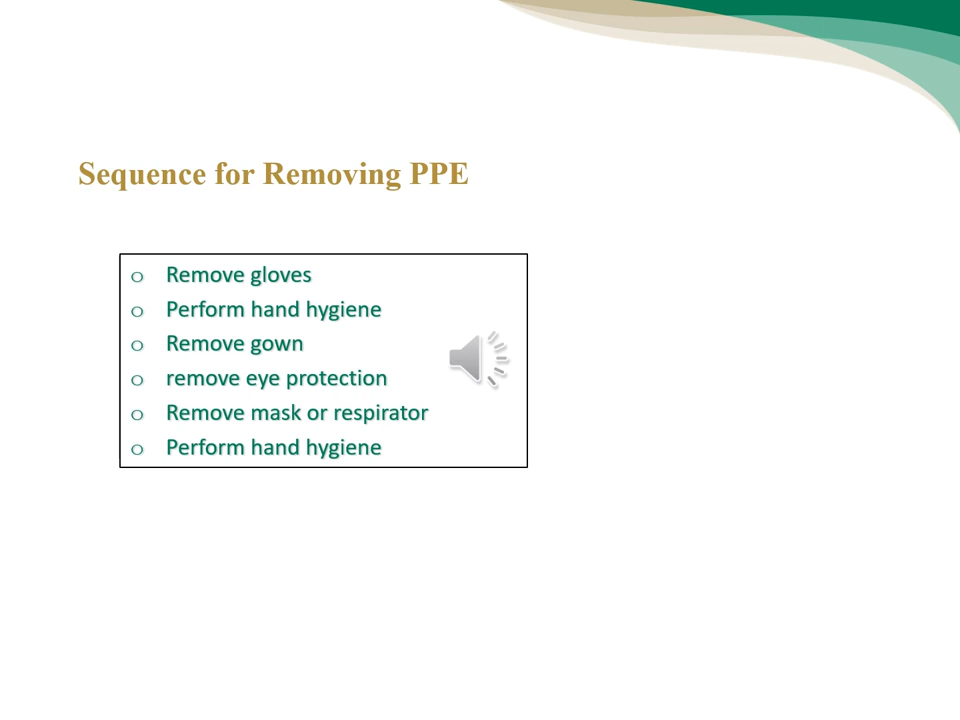 Sequence for Removing PPE
o Remove gloves
o Perform hand hygiene
o Remove gown
o remove eye protection
o Remove mask or respirator
o Perform hand hygiene